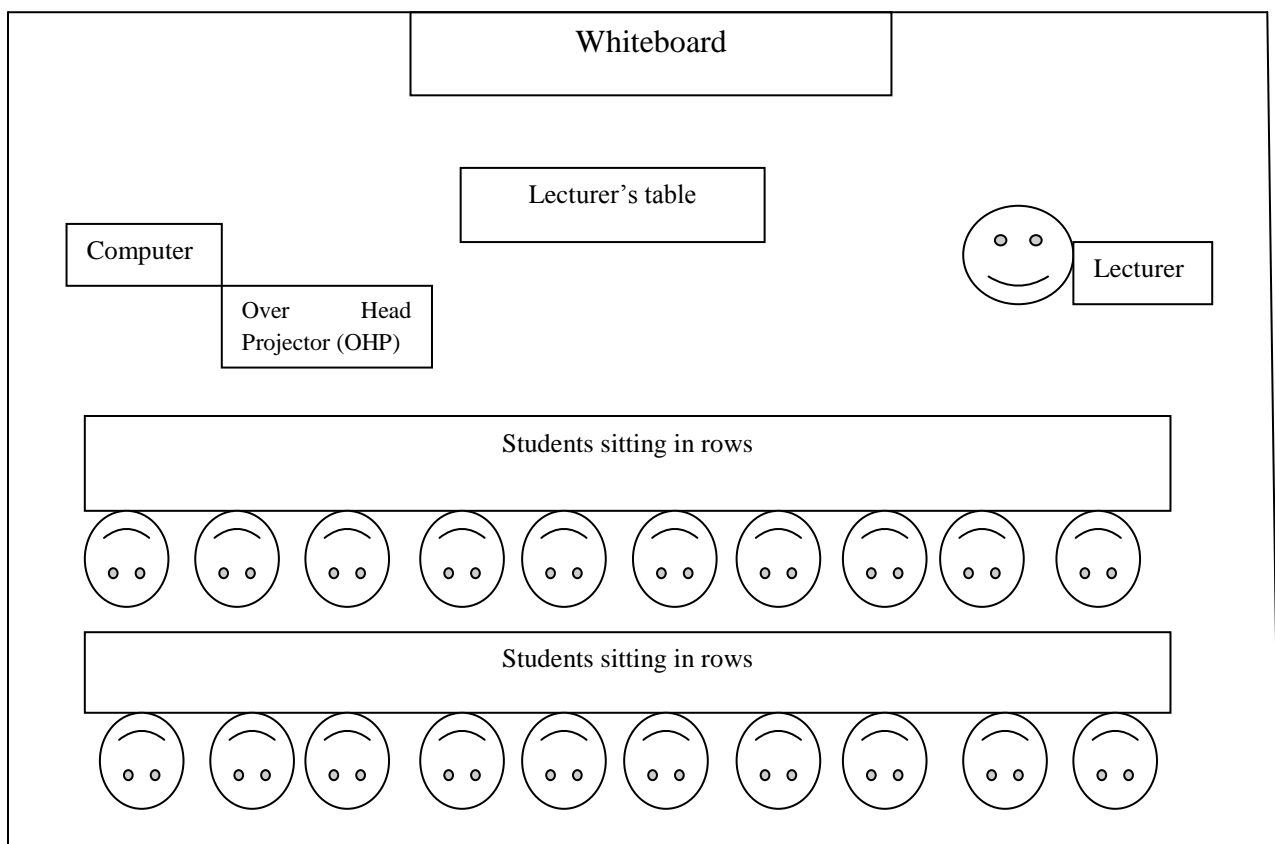 Whiteboard
Lecturer’s table
Computer
Lecturer
Over Head
Projector (OHP)
Students sitting in rows
Students sitting in rows